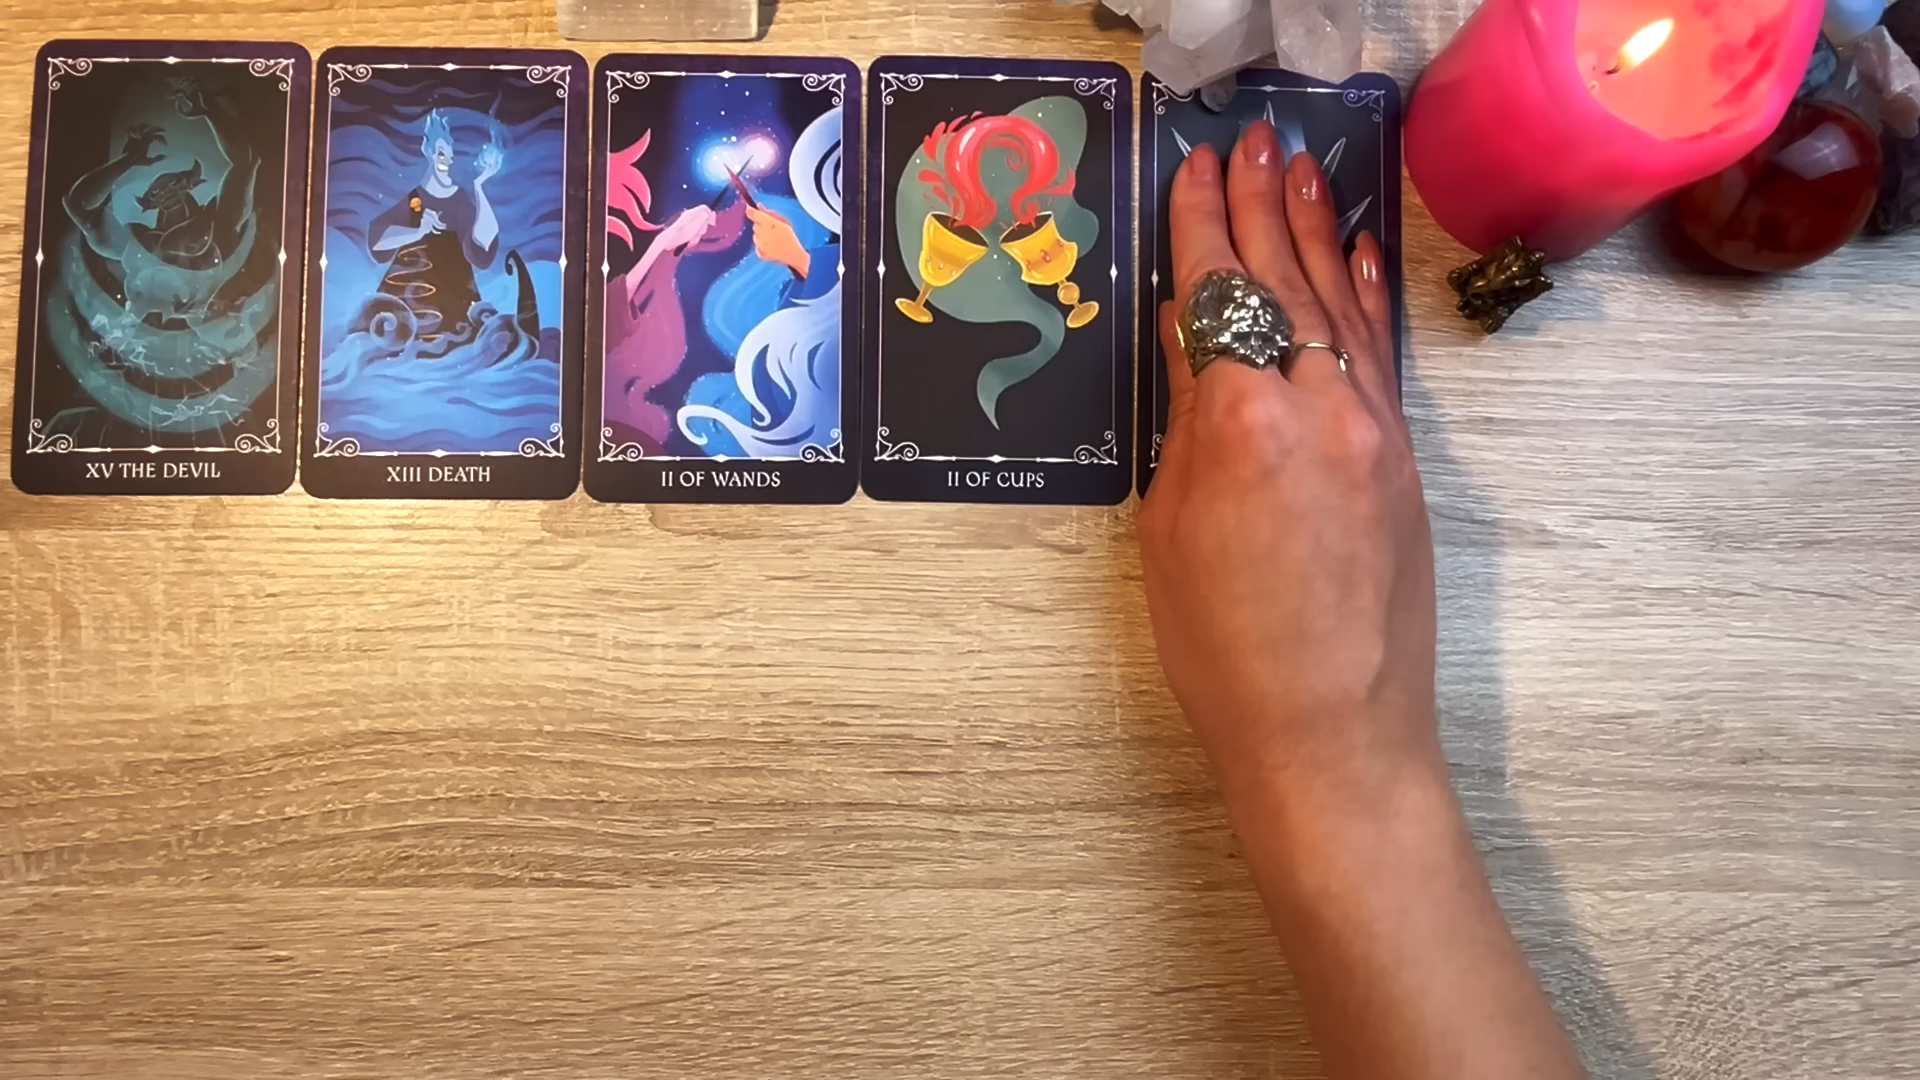 XV THE DEVIL
XIII DEATH
II OF WANDS
II OF CUPS